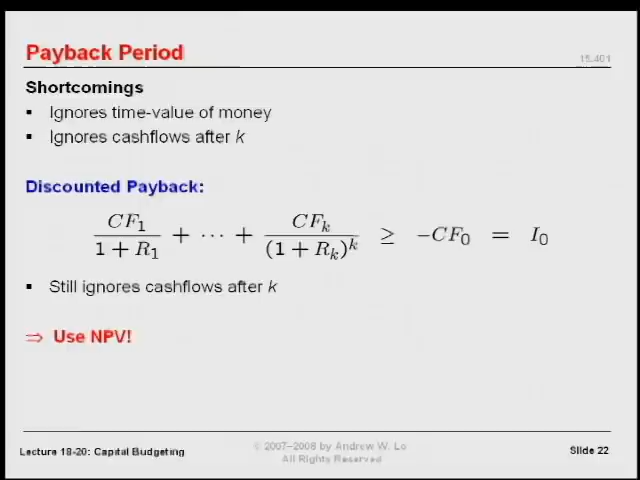 Payback Period
15.401
Shortcomings
▪ Ignores time-value of money
▪ Ignores cashflows after k
Discounted Payback:
CF₁ / (1 + R₁) + ··· + CFₖ / (1 + Rₖ)ᵏ ≥ −CF₀ = I₀
▪ Still ignores cashflows after k
⇒ Use NPV!
Lecture 18-20: Capital Budgeting
© 2007–2008 by Andrew W. Lo
All Rights Reserved
Slide 22